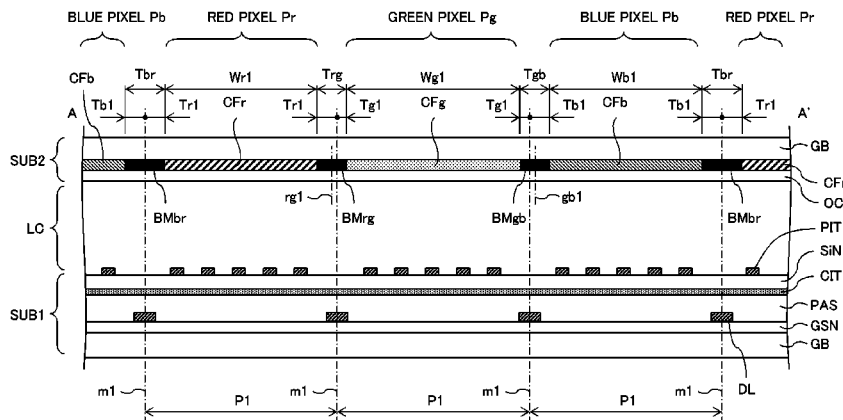 BLUE PIXEL Pb RED PIXEL Pr GREEN PIXEL Pg BLUE PIXEL Pb RED PIXEL Pr
CFb Tbr Wr1 Trg Wg1 Tgb Wb1 Tbr
Tb1 Tr1 CFr Tr1 Tg1 CFg Tg1 Tb1 CFb Tb1 Tr1
A A'
SUB2 GB
CFr
OC
BMbr rg1 BMrg BMgb gb1 BMbr
LC PIT
SiN
CIT
SUB1 PAS
GSN
GB
DL
m1 P1 m1 P1 m1 P1 m1